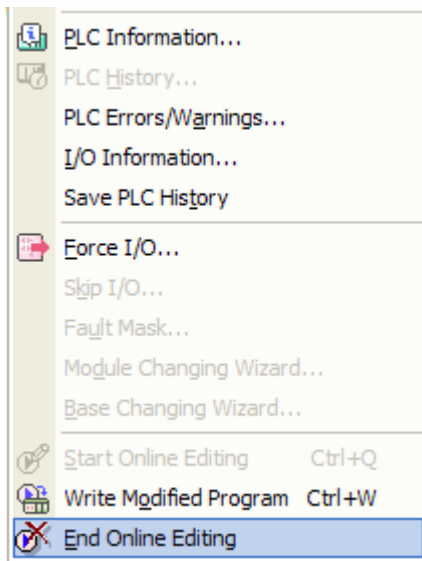 PLC Information...
PLC History...
PLC Errors/Warnings...
I/O Information...
Save PLC History
Force I/O...
Skip I/O...
Fault Mask...
Module Changing Wizard...
Base Changing Wizard...
Start Online Editing Ctrl+Q
Write Modified Program Ctrl+W
End Online Editing